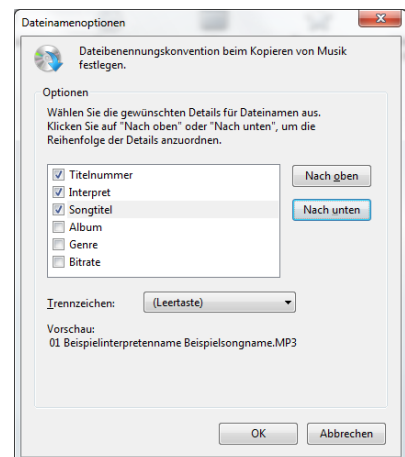 Dateinamenoptionen
Dateibenennungskonvention beim Kopieren von Musik
festlegen.
Optionen
Wählen Sie die gewünschten Details für Dateinamen aus.
Klicken Sie auf "Nach oben" oder "Nach unten", um die
Reihenfolge der Details anzuordnen.
Titelnummer
Nach oben
Interpret
Songtitel
Nach unten
Album
Genre
Bitrate
Trennzeichen: (Leertaste)
Vorschau:
01 Beispielinterpretenname Beispielsongname.MP3
OK Abbrechen